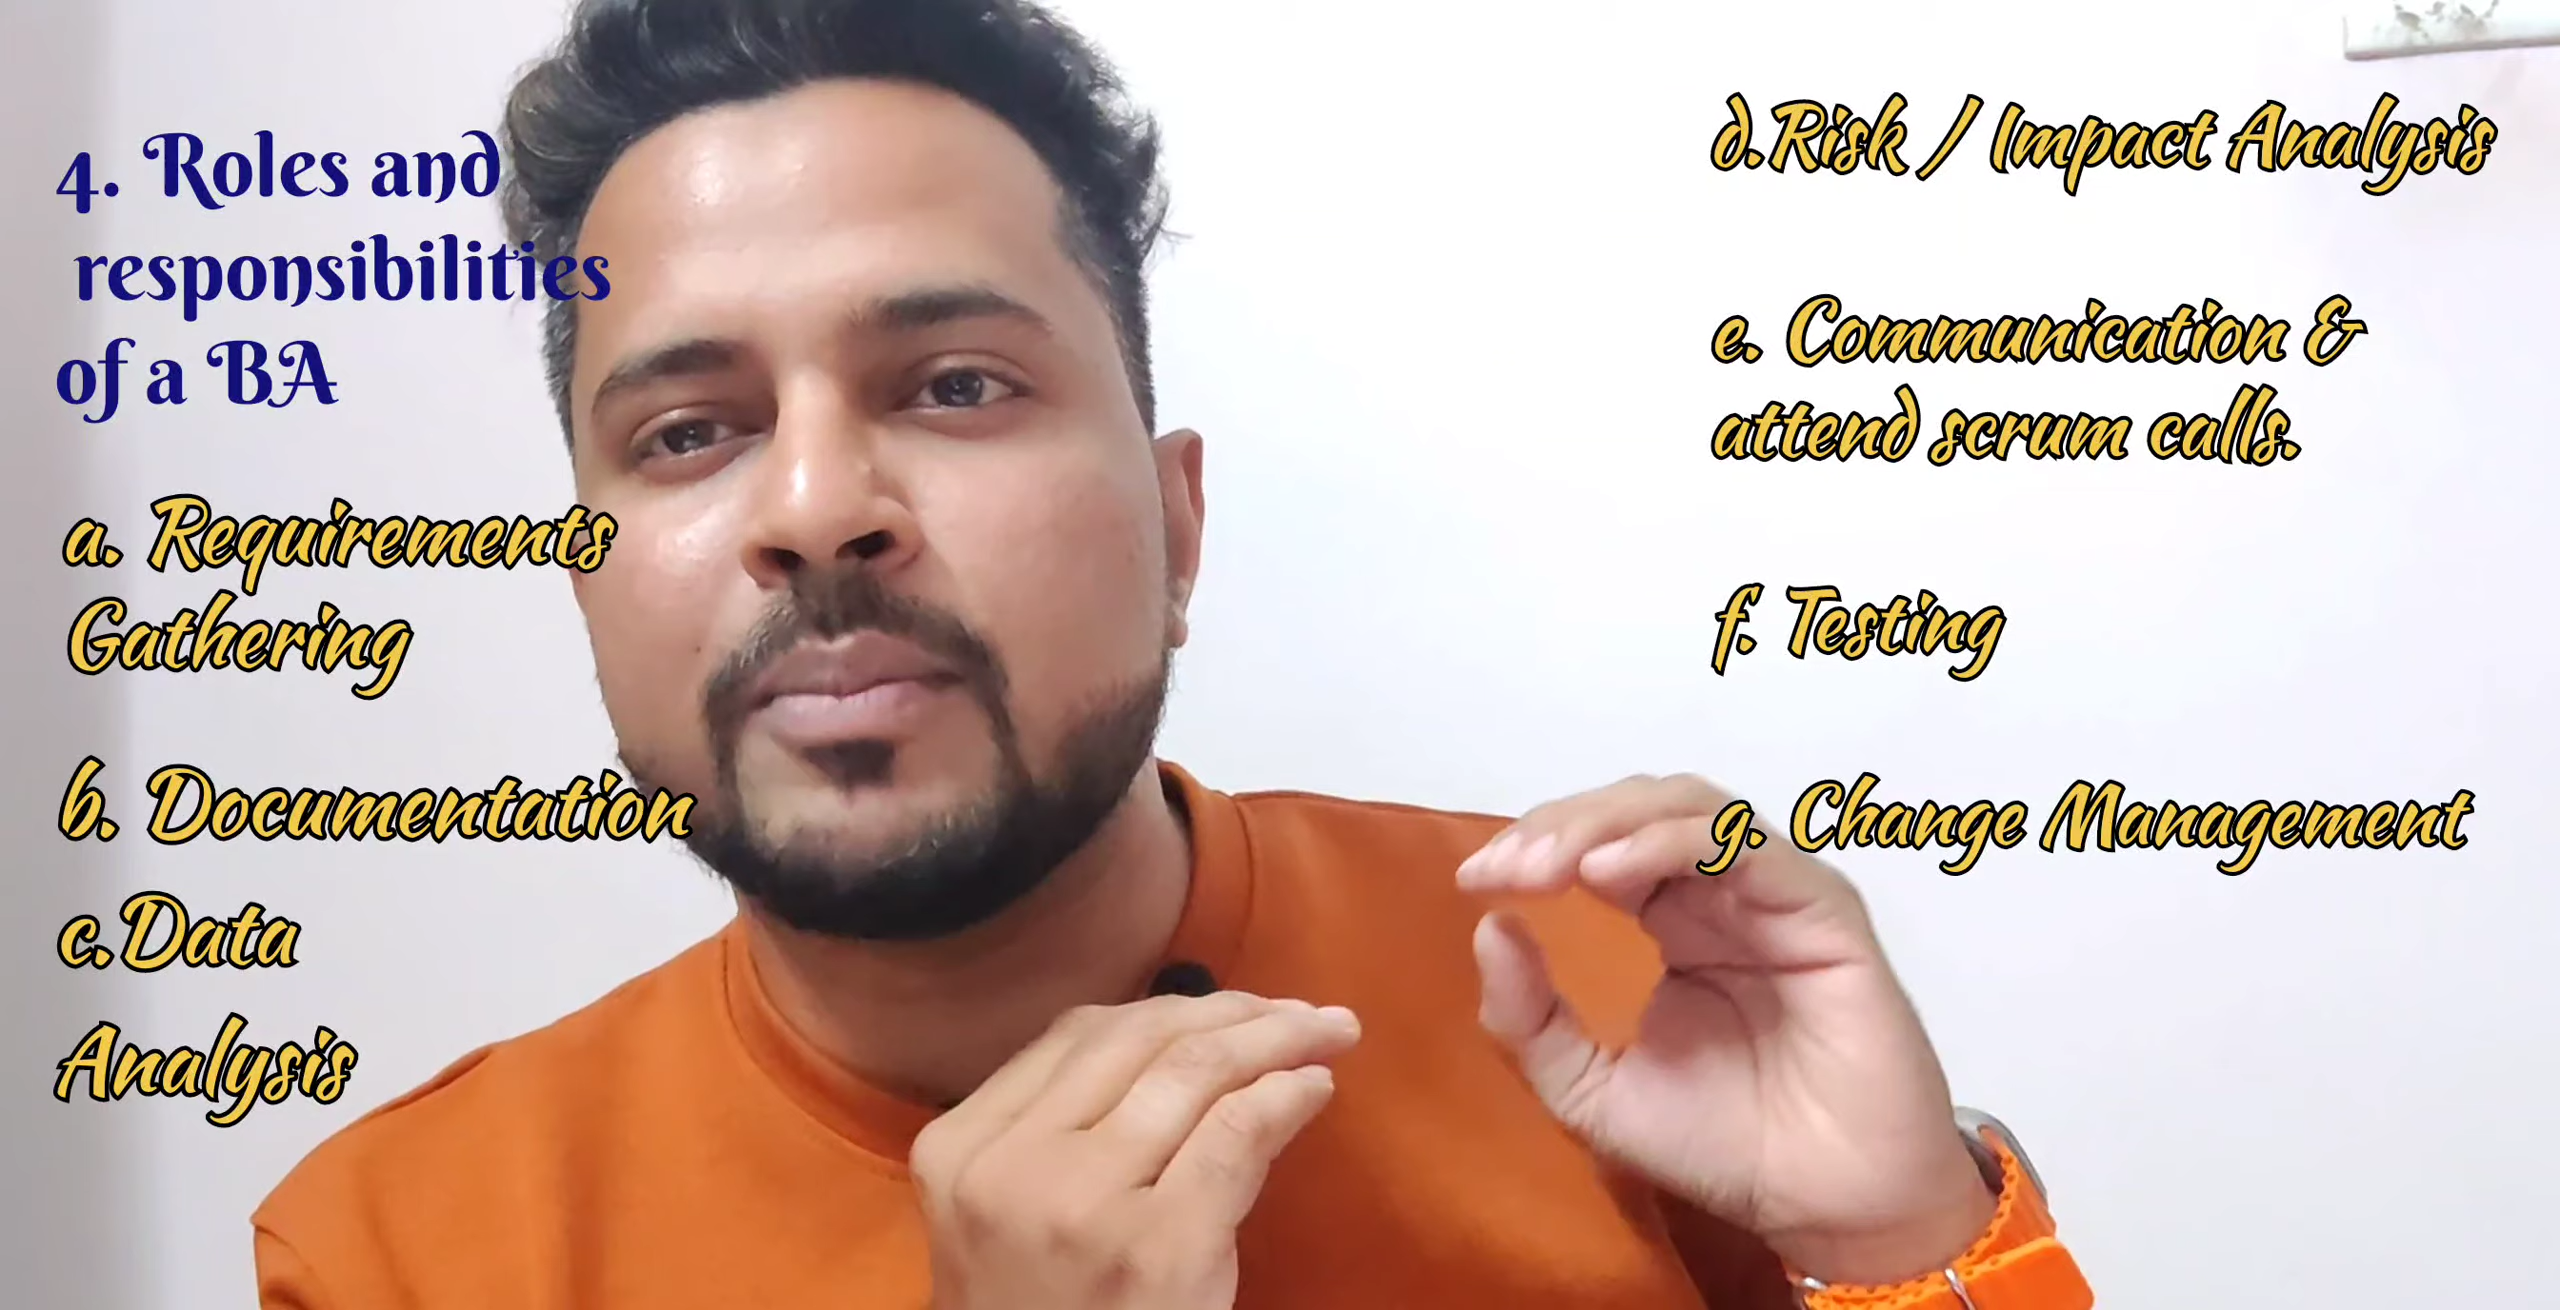 4. Roles and
responsibilities
of a BA
a. Requirements
Gathering
b. Documentation
c.Data
Analysis
d.Risk / Impact Analysis
e. Communication &
attend scrum calls.
f. Testing
g. Change Management